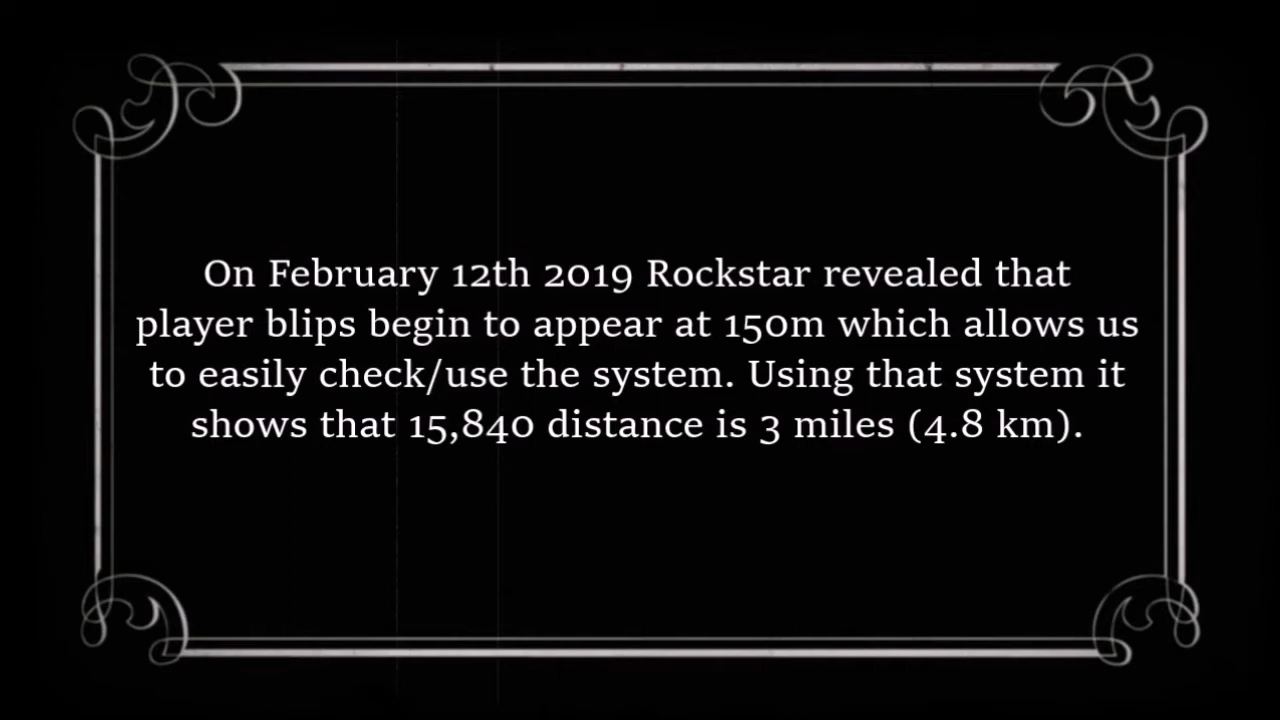 On February 12th 2019 Rockstar revealed that
player blips begin to appear at 150m which allows us
to easily check/use the system. Using that system it
shows that 15,840 distance is 3 miles (4.8 km).